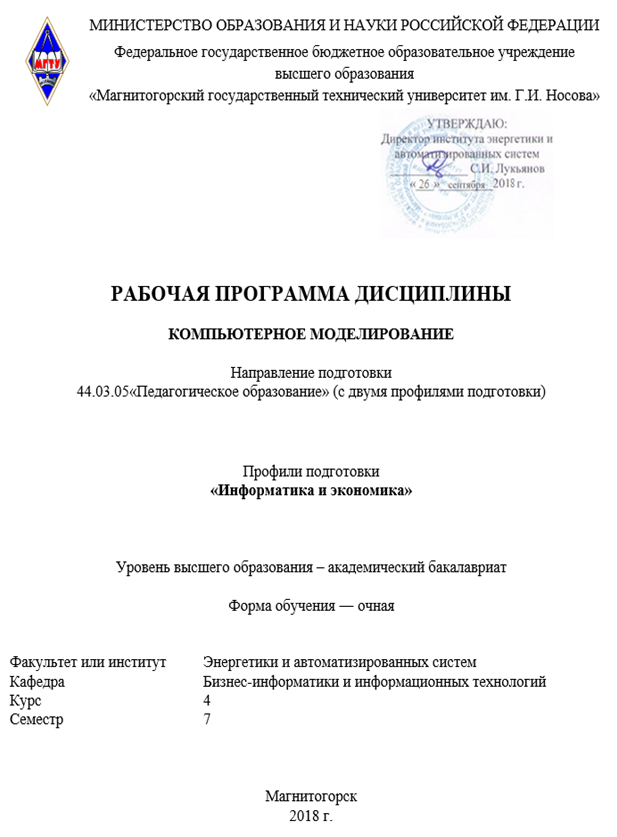 МИНИСТЕРСТВО ОБРАЗОВАНИЯ И НАУКИ РОССИЙСКОЙ ФЕДЕРАЦИИ
Федеральное государственное бюджетное образовательное учреждение
высшего образования
«Магнитогорский государственный технический университет им. Г.И. Носова»
МГТУ
УТВЕРЖДАЮ:
Директор института энергетики и
автоматизированных систем
С.И. Лукьянов
« 26 » сентября 2018 г.
РАБОЧАЯ ПРОГРАММА ДИСЦИПЛИНЫ
КОМПЬЮТЕРНОЕ МОДЕЛИРОВАНИЕ
Направление подготовки
44.03.05«Педагогическое образование» (с двумя профилями подготовки)
Профили подготовки
«Информатика и экономика»
Уровень высшего образования – академический бакалавриат
Форма обучения — очная
Факультет или институт Энергетики и автоматизированных систем
Кафедра Бизнес-информатики и информационных технологий
Курс 4
Семестр 7
Магнитогорск
2018 г.